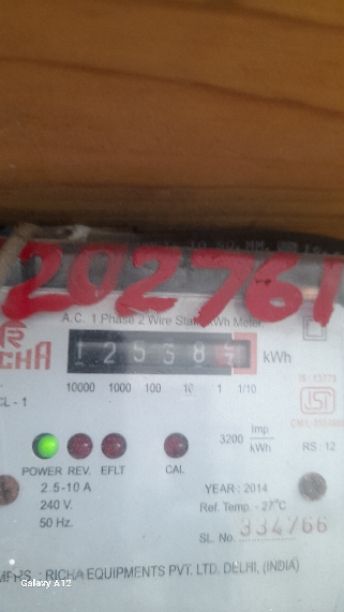 202761
A.C. 1 Phase 2 Wire Static kWh Meter
RICHA
12558
kWh
10000 1000 100 10 1 1/10
CL - 1
IS : 13779
ISI
3200 Imp/kWh
RS : 12
POWER REV. EFLT CAL
2.5-10 A
240 V.
50 Hz.
YEAR : 2014
Ref. Temp. - 27°C
SL. No. 334766
MFRS. : RICHA EQUIPMENTS PVT. LTD. DELHI, (INDIA)
Galaxy A12